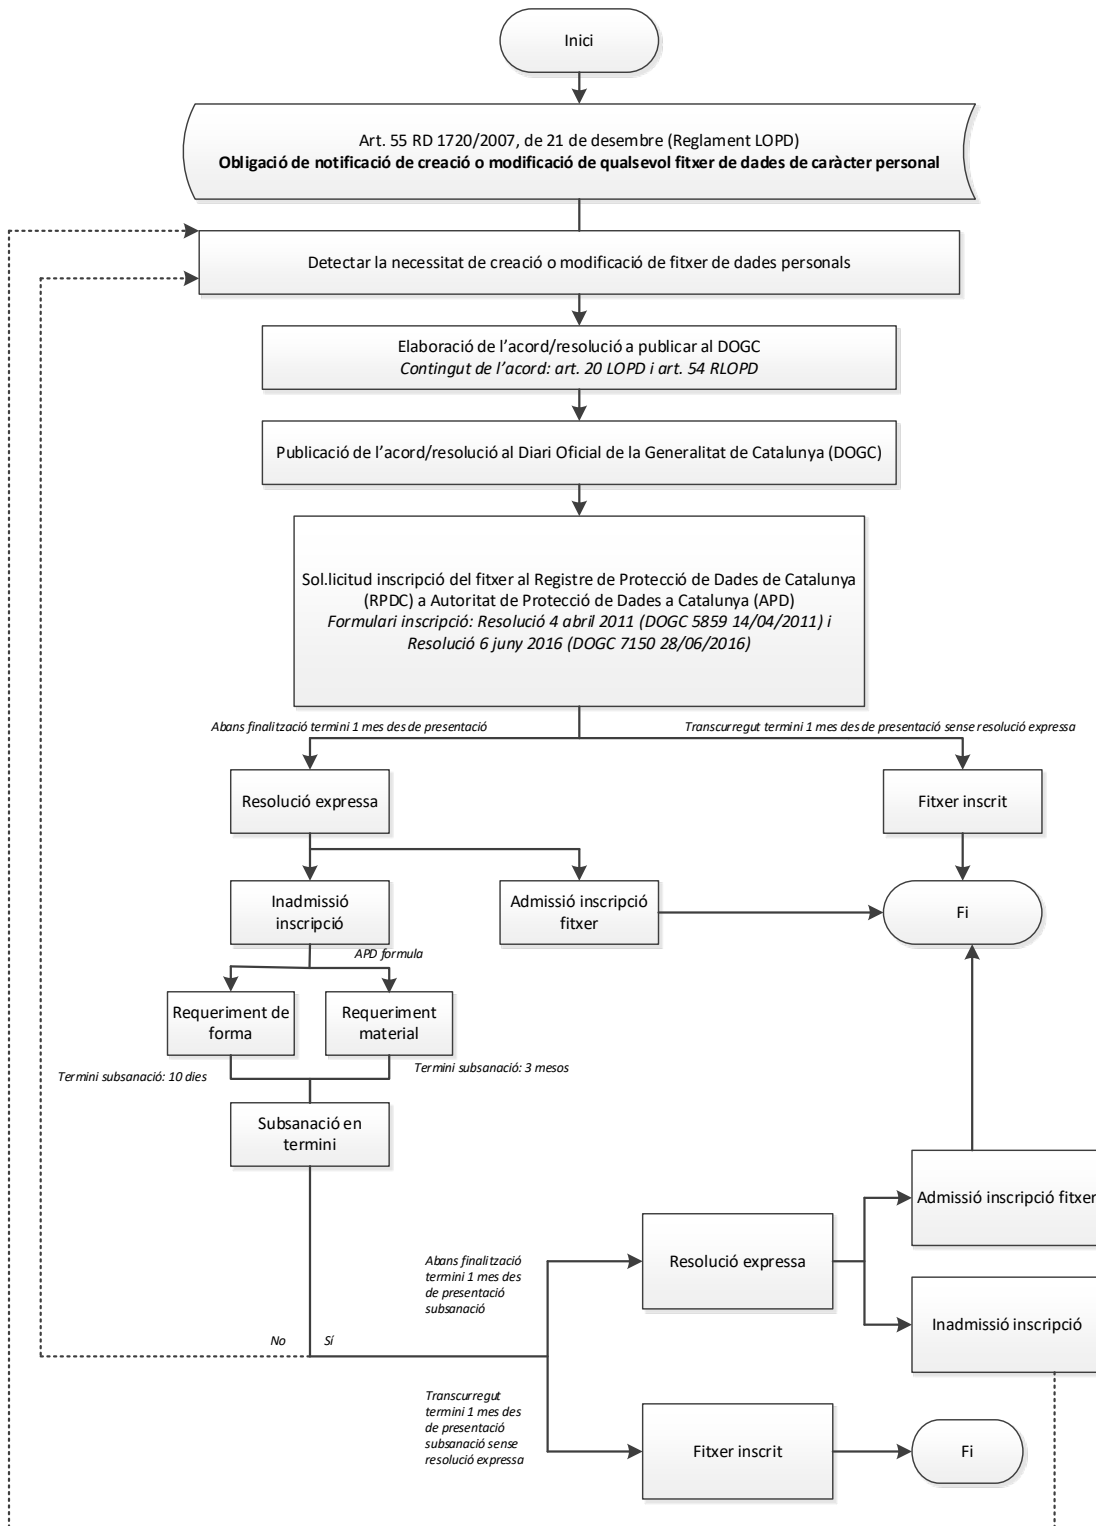 Inici
Art. 55 RD 1720/2007, de 21 de desembre (Reglament LOPD)
Obligació de notificació de creació o modificació de qualsevol fitxer de dades de caràcter personal
Detectar la necessitat de creació o modificació de fitxer de dades personals
Elaboració de l’acord/resolució a publicar al DOGC
Contingut de l’acord: art. 20 LOPD i art. 54 RLOPD
Publicació de l’acord/resolució al Diari Oficial de la Generalitat de Catalunya (DOGC)
Sol.licitud inscripció del fitxer al Registre de Protecció de Dades de Catalunya
(RPDC) a Autoritat de Protecció de Dades a Catalunya (APD)
Formulari inscripció: Resolució 4 abril 2011 (DOGC 5859 14/04/2011) i
Resolució 6 juny 2016 (DOGC 7150 28/06/2016)
Abans finalització termini 1 mes des de presentació
Transcurregut termini 1 mes des de presentació sense resolució expressa
Resolució expressa
Fitxer inscrit
Inadmissió
inscripció
Admissió inscripció
fitxer
Fi
APD formula
Requeriment de
forma
Requeriment
material
Termini subsanació: 10 dies
Termini subsanació: 3 mesos
Subsanació en
termini
Admissió inscripció fitxer
Abans finalització
termini 1 mes des
de presentació
subsanació
Resolució expressa
Inadmissió inscripció
No
Sí
Transcurregut
termini 1 mes des
de presentació
subsanació sense
resolució expressa
Fitxer inscrit
Fi